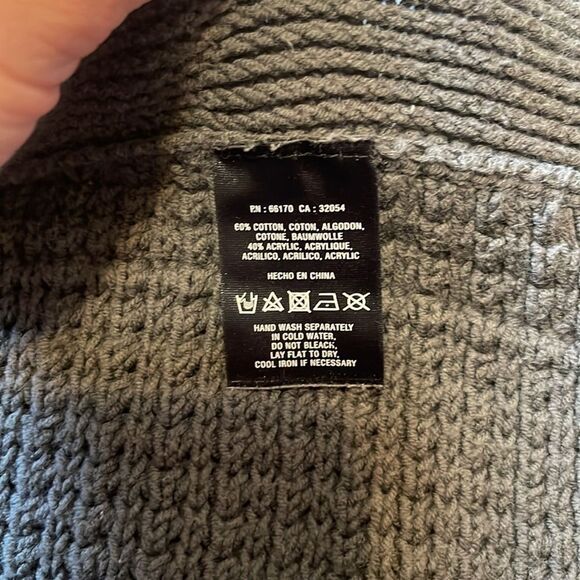 RN : 66170 CA : 32054
60% COTTON, COTON, ALGODON,
COTONE, BAUMWOLLE
40% ACRYLIC, ACRYLIQUE,
ACRILICO, ACRILICO, ACRYLIC
HECHO EN CHINA
HAND WASH SEPARATELY
IN COLD WATER,
DO NOT BLEACH,
LAY FLAT TO DRY,
COOL IRON IF NECESSARY